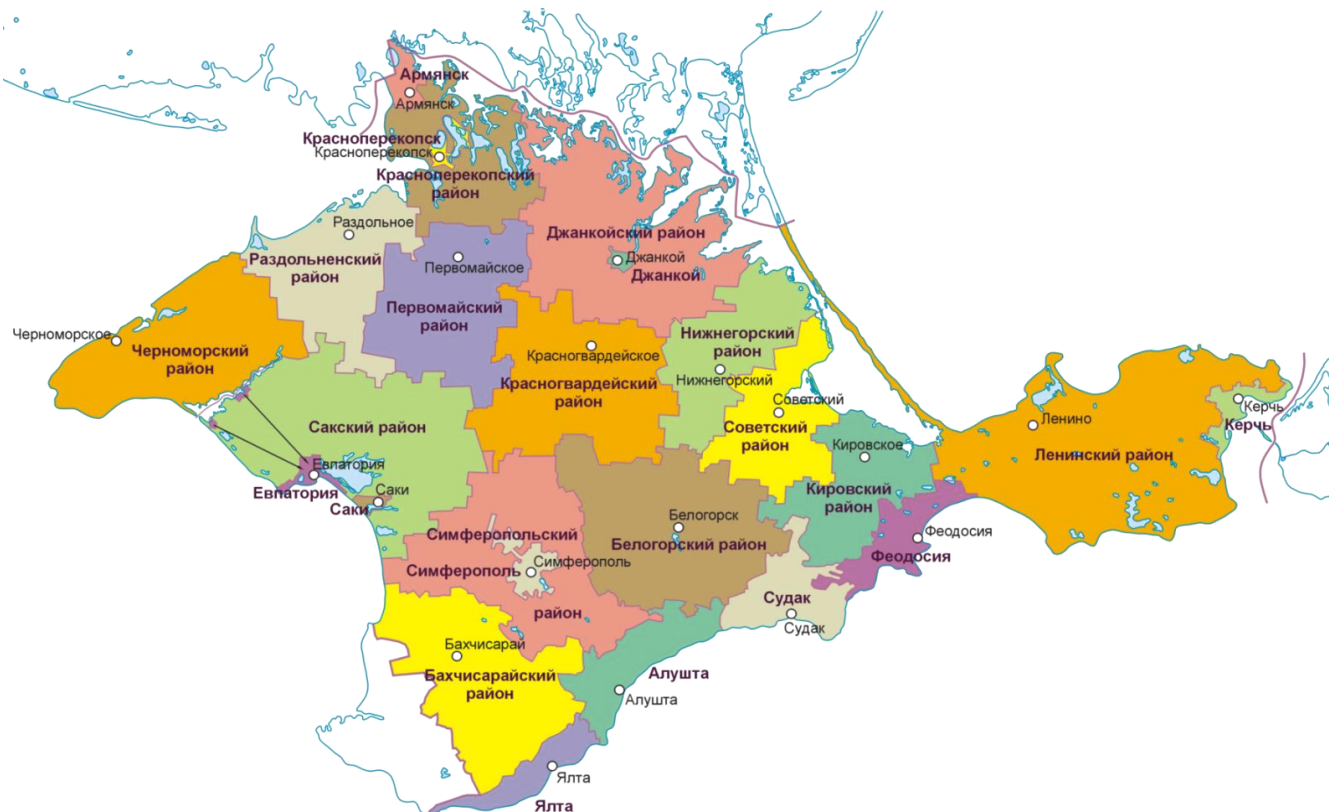 Армянск
Армянск
Красноперекопск
Красноперекопск
Красноперекопский
район
Раздольное
Раздольненский
район
Первомайское
Первомайский
район
Джанкойский район
Джанкой
Джанкой
Черноморское
Черноморский
район
Красногвардейское
Красногвардейский
район
Нижнегорский
район
Нижнегорский
Советский
Советский
район
Сакский район
Евпатория
Евпатория
Саки
Саки
Кировское
Кировский
район
Ленино
Ленинский район
Керчь
Керчь
Симферопольский
Симферополь
Симферополь
район
Белогорск
Белогорский район
Феодосия
Феодосия
Судак
Судак
Бахчисарай
Бахчисарайский
район
Алушта
Алушта
Ялта
Ялта